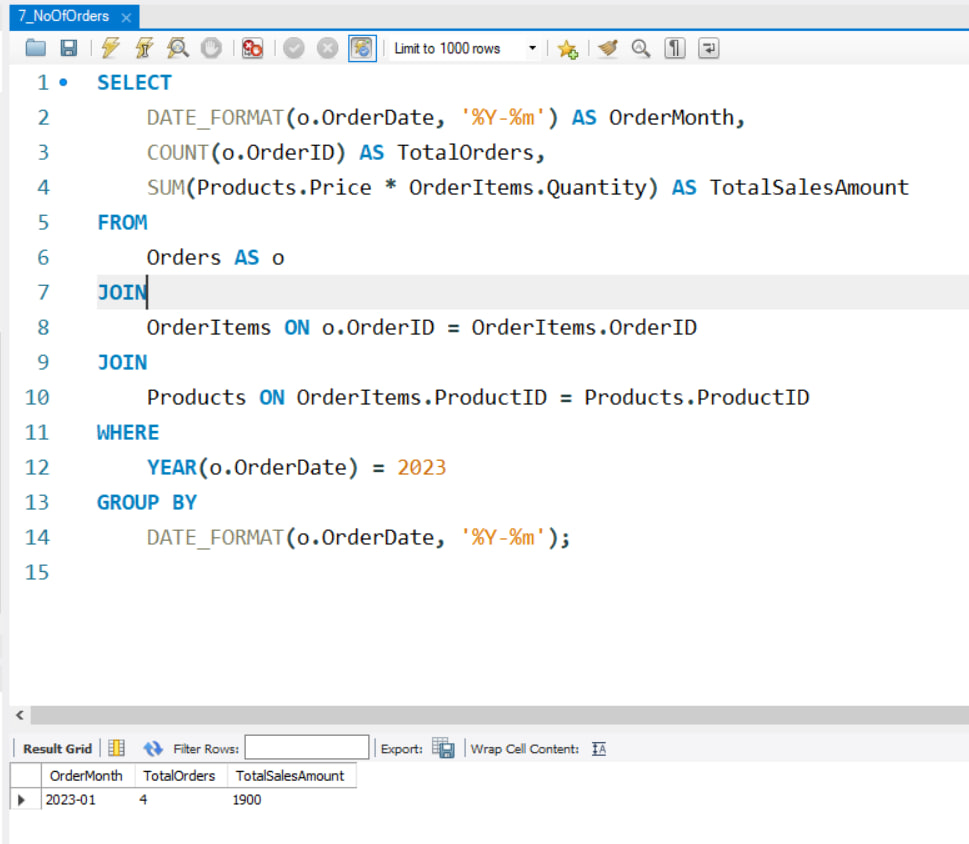 7_NoOfOrders
Limit to 1000 rows
1 SELECT
2 DATE_FORMAT(o.OrderDate, '%Y-%m') AS OrderMonth,
3 COUNT(o.OrderID) AS TotalOrders,
4 SUM(Products.Price * OrderItems.Quantity) AS TotalSalesAmount
5 FROM
6 Orders AS o
7 JOIN
8 OrderItems ON o.OrderID = OrderItems.OrderID
9 JOIN
10 Products ON OrderItems.ProductID = Products.ProductID
11 WHERE
12 YEAR(o.OrderDate) = 2023
13 GROUP BY
14 DATE_FORMAT(o.OrderDate, '%Y-%m');
15
Result Grid Filter Rows: Export: Wrap Cell Content:
OrderMonth TotalOrders TotalSalesAmount
2023-01 4 1900